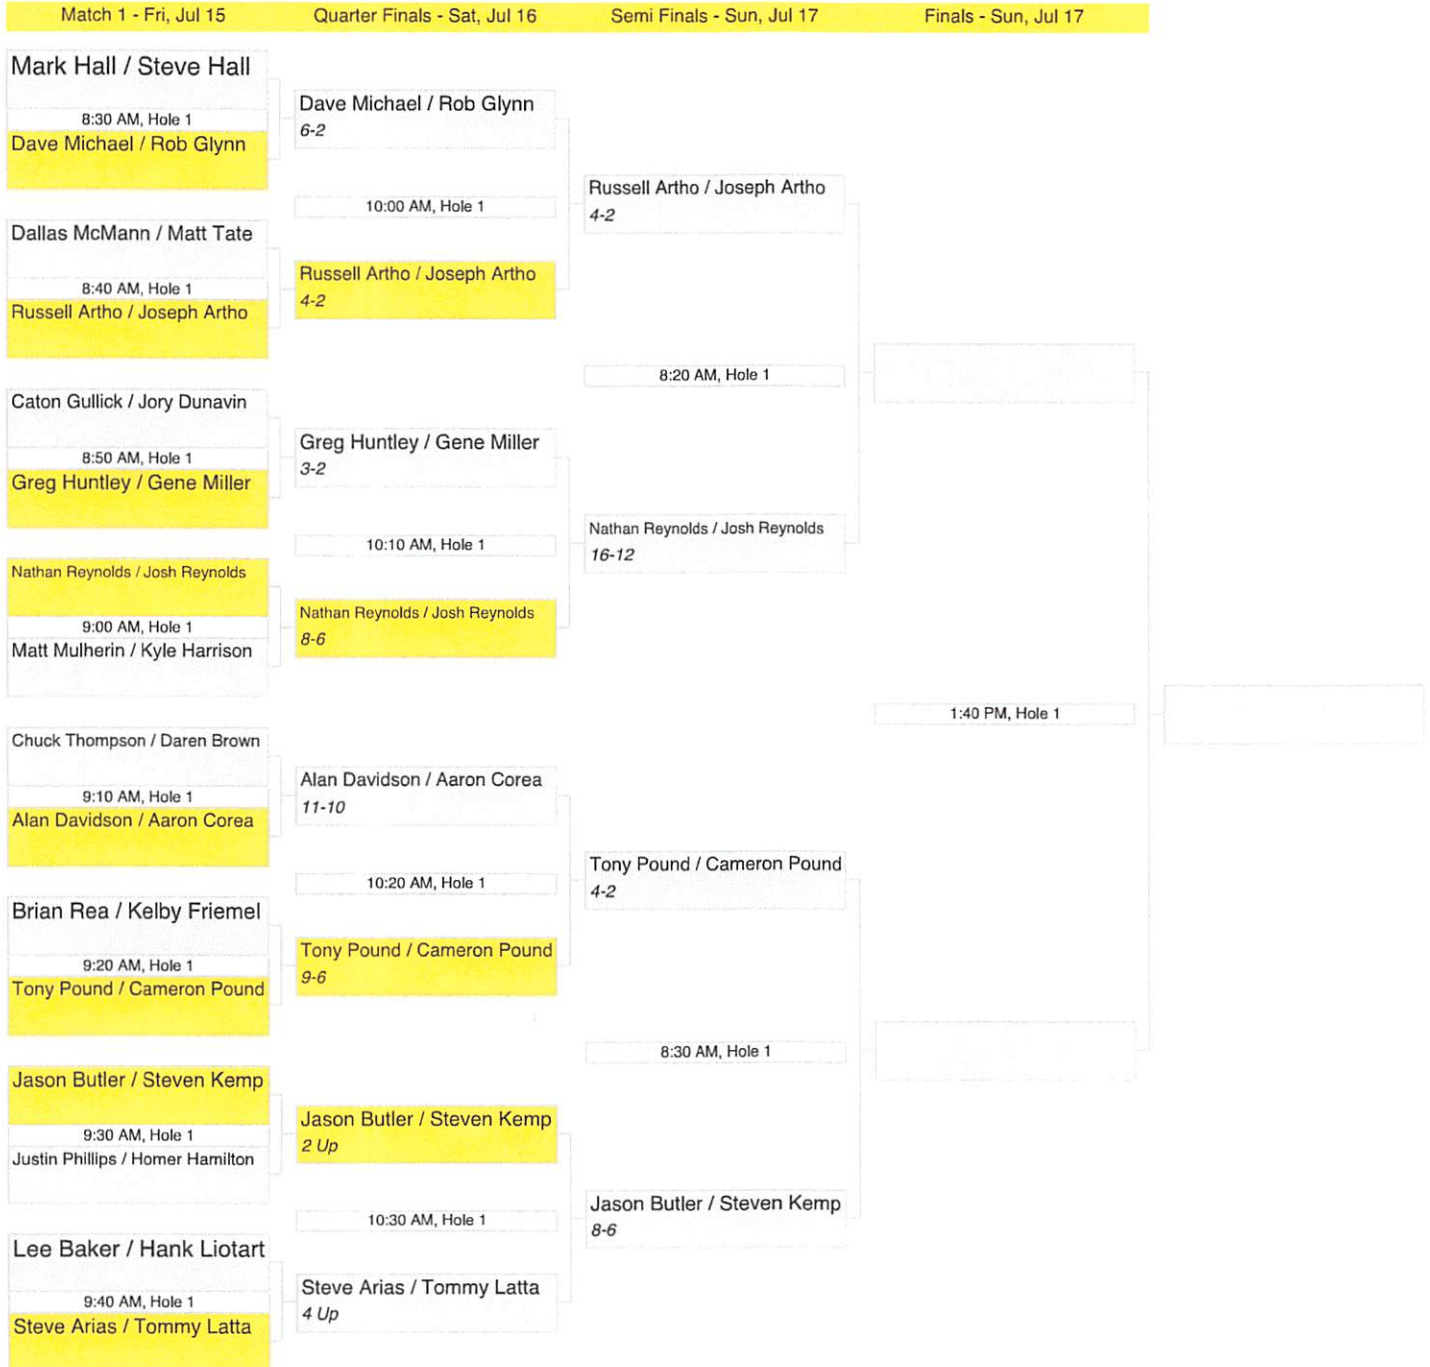 Match 1 - Fri, Jul 15
Quarter Finals - Sat, Jul 16
Semi Finals - Sun, Jul 17
Finals - Sun, Jul 17
Mark Hall / Steve Hall
8:30 AM, Hole 1
Dave Michael / Rob Glynn
Dallas McMann / Matt Tate
8:40 AM, Hole 1
Russell Artho / Joseph Artho
Caton Gullick / Jory Dunavin
8:50 AM, Hole 1
Greg Huntley / Gene Miller
Nathan Reynolds / Josh Reynolds
9:00 AM, Hole 1
Matt Mulherin / Kyle Harrison
Chuck Thompson / Daren Brown
9:10 AM, Hole 1
Alan Davidson / Aaron Corea
Brian Rea / Kelby Friemel
9:20 AM, Hole 1
Tony Pound / Cameron Pound
Jason Butler / Steven Kemp
9:30 AM, Hole 1
Justin Phillips / Homer Hamilton
Lee Baker / Hank Liotart
9:40 AM, Hole 1
Steve Arias / Tommy Latta
Dave Michael / Rob Glynn
6-2
10:00 AM, Hole 1
Russell Artho / Joseph Artho
4-2
Greg Huntley / Gene Miller
3-2
10:10 AM, Hole 1
Nathan Reynolds / Josh Reynolds
8-6
Alan Davidson / Aaron Corea
11-10
10:20 AM, Hole 1
Tony Pound / Cameron Pound
9-6
Jason Butler / Steven Kemp
2 Up
10:30 AM, Hole 1
Steve Arias / Tommy Latta
4 Up
Russell Artho / Joseph Artho
4-2
8:20 AM, Hole 1
Nathan Reynolds / Josh Reynolds
16-12
Tony Pound / Cameron Pound
4-2
8:30 AM, Hole 1
Jason Butler / Steven Kemp
8-6
1:40 PM, Hole 1